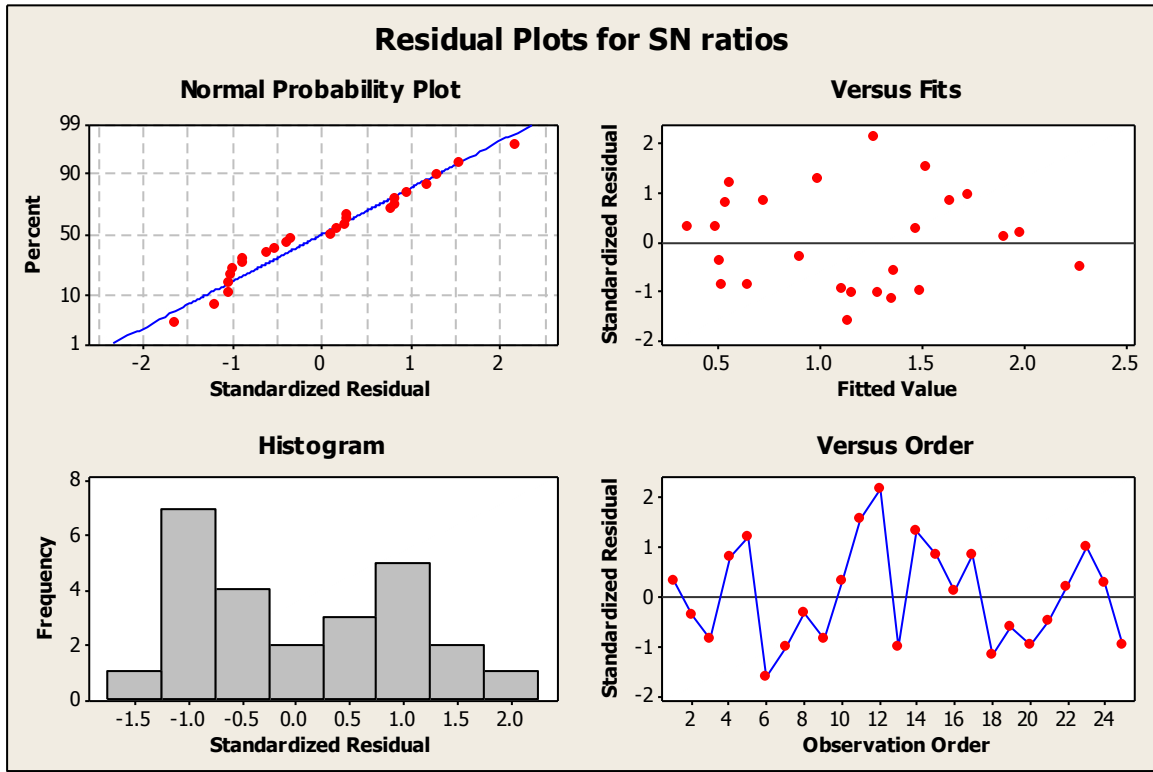 Residual Plots for SN ratios
Normal Probability Plot
Percent
99
90
50
10
1
-2 -1 0 1 2
Standardized Residual
Versus Fits
Standardized Residual
2
1
0
-1
-2
0.5 1.0 1.5 2.0 2.5
Fitted Value
Histogram
Frequency
8
6
4
2
0
-1.5 -1.0 -0.5 0.0 0.5 1.0 1.5 2.0
Standardized Residual
Versus Order
Standardized Residual
2
1
0
-1
-2
2 4 6 8 10 12 14 16 18 20 22 24
Observation Order